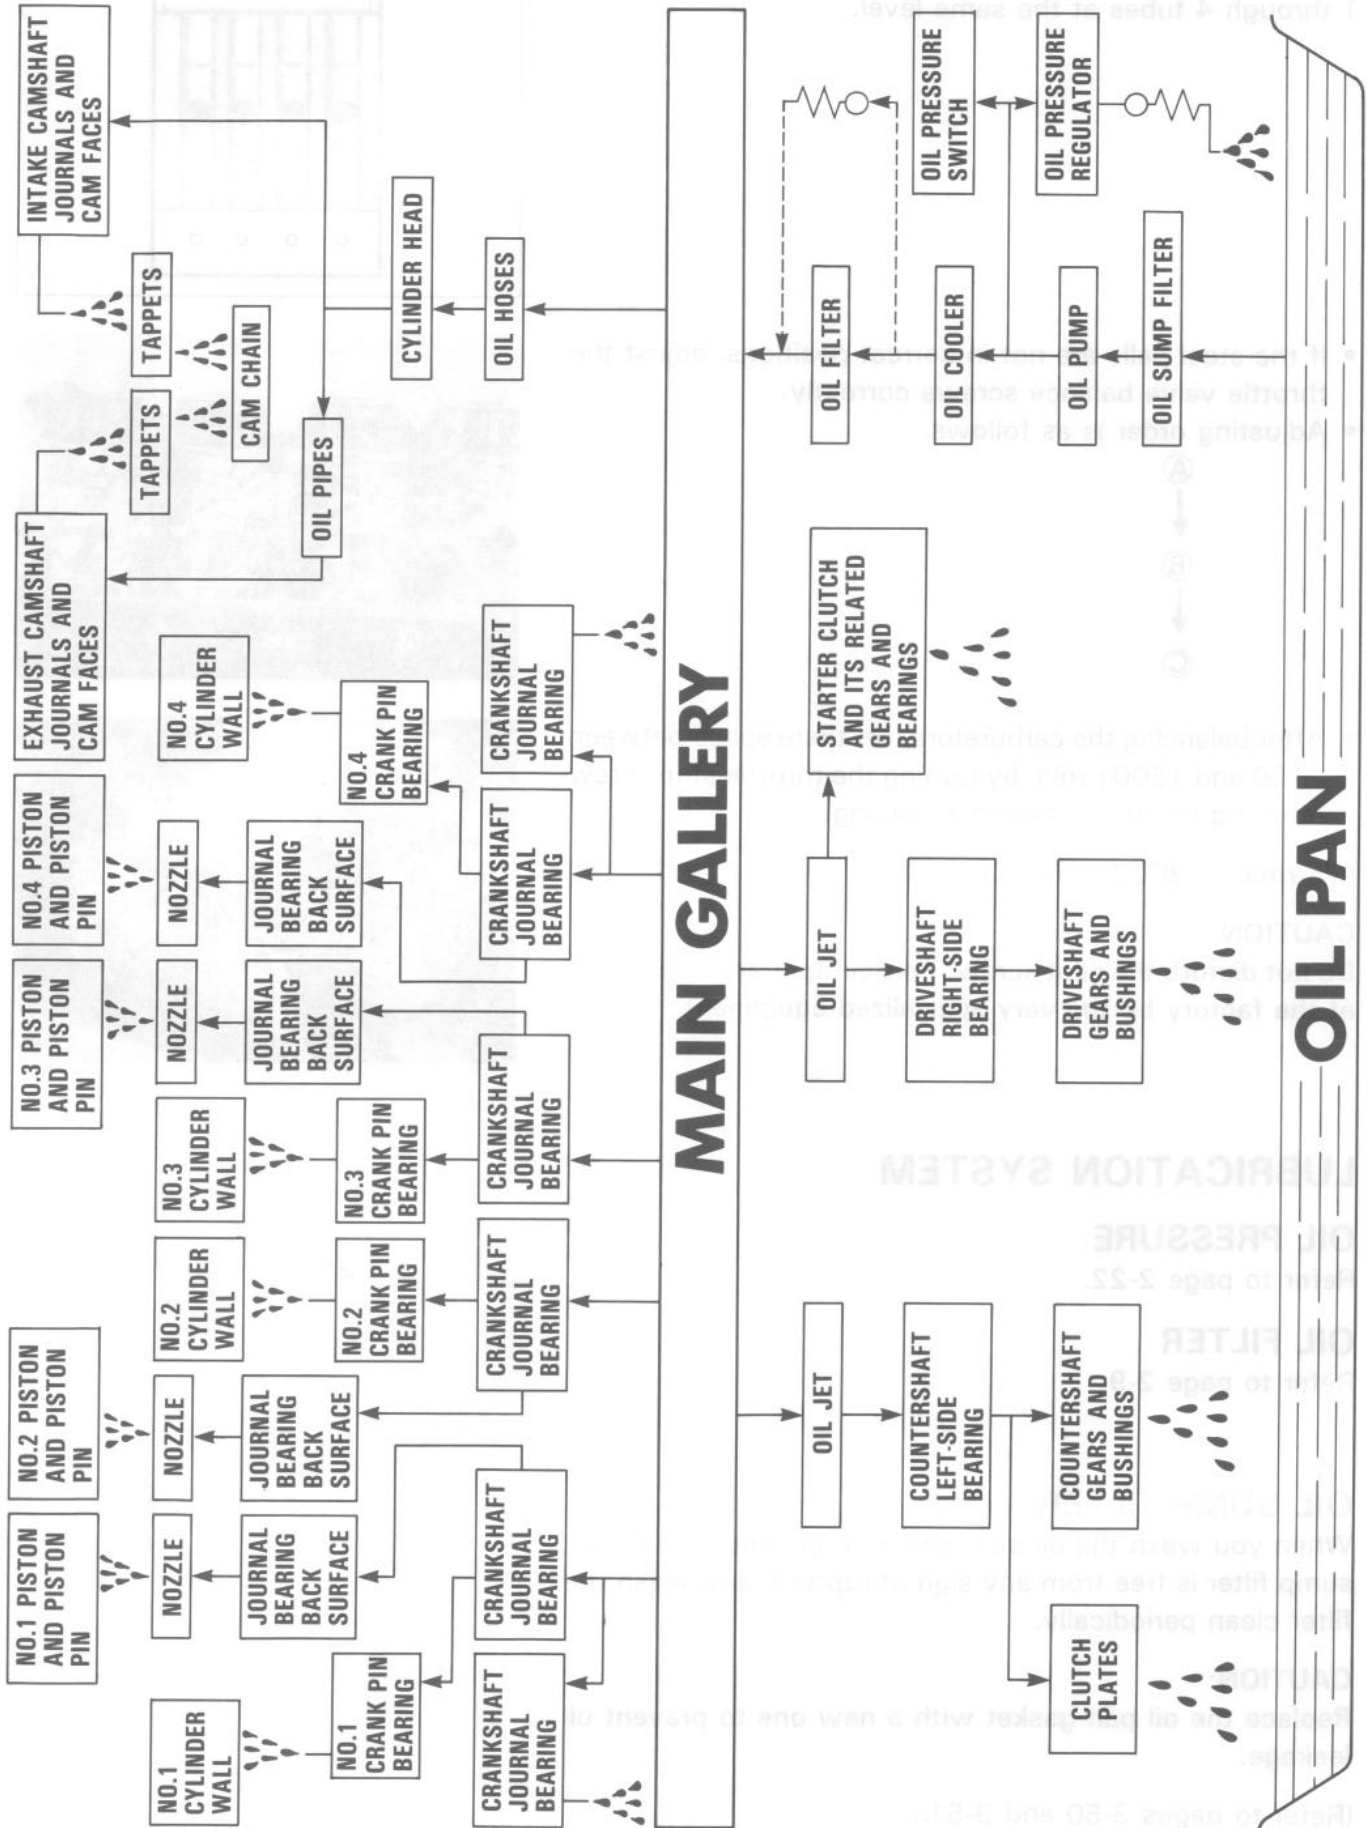 NO.1 PISTON
AND PISTON
PIN
NO.2 PISTON
AND PISTON
PIN
NO.3 PISTON
AND PISTON
PIN
NO.4 PISTON
AND PISTON
PIN
EXHAUST CAMSHAFT
JOURNALS AND
CAM FACES
INTAKE CAMSHAFT
JOURNALS AND
CAM FACES
NO.1
CYLINDER
WALL
NOZZLE
NOZZLE
NO.2
CYLINDER
WALL
NO.3
CYLINDER
WALL
NOZZLE
NOZZLE
NO.4
CYLINDER
WALL
TAPPETS
TAPPETS
JOURNAL
BEARING
BACK
SURFACE
JOURNAL
BEARING
BACK
SURFACE
JOURNAL
BEARING
BACK
SURFACE
JOURNAL
BEARING
BACK
SURFACE
CAM CHAIN
NO.1
CRANK PIN
BEARING
NO.2
CRANK PIN
BEARING
NO.3
CRANK PIN
BEARING
NO.4
CRANK PIN
BEARING
OIL PIPES
CYLINDER HEAD
CRANKSHAFT
JOURNAL
BEARING
CRANKSHAFT
JOURNAL
BEARING
CRANKSHAFT
JOURNAL
BEARING
CRANKSHAFT
JOURNAL
BEARING
CRANKSHAFT
JOURNAL
BEARING
CRANKSHAFT
JOURNAL
BEARING
OIL HOSES
MAIN GALLERY
OIL JET
OIL JET
STARTER CLUTCH
AND ITS RELATED
GEARS AND
BEARINGS
OIL FILTER
COUNTERSHAFT
LEFT-SIDE
BEARING
DRIVESHAFT
RIGHT-SIDE
BEARING
OIL COOLER
OIL PRESSURE
SWITCH
CLUTCH
PLATES
COUNTERSHAFT
GEARS AND
BUSHINGS
DRIVESHAFT
GEARS AND
BUSHINGS
OIL PUMP
OIL PRESSURE
REGULATOR
OIL SUMP FILTER
OIL PAN